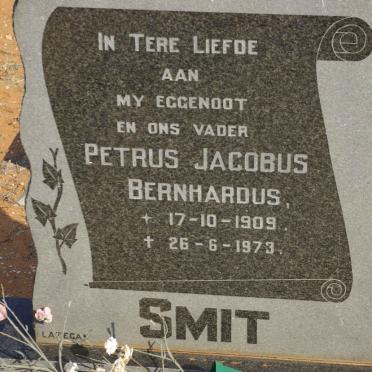 IN TERE LIEFDE
AAN
MY EGGENOOT
EN ONS VADER
PETRUS JACOBUS
BERNHARDUS,
+ 17-10-1909.
† 26-6-1973.
SMIT